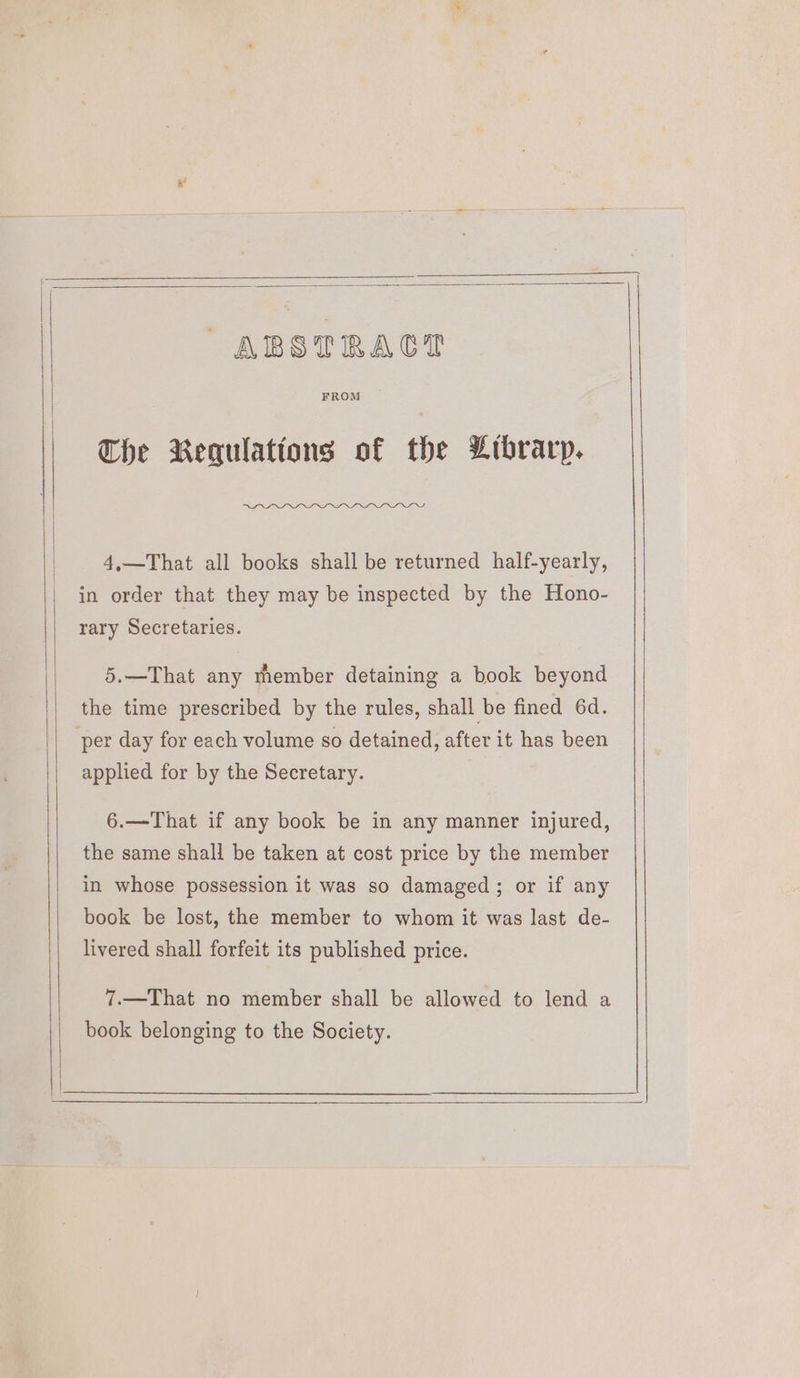 ABSTRACT
FROM
The Regulations of the Library.
4,—That all books shall be returned half-yearly,
in order that they may be inspected by the Hono-
rary Secretaries.
5.—That any member detaining a book beyond
the time prescribed by the rules, shall be fined 6d.
per day for each volume so detained, after it has been
applied for by the Secretary.
6.—That if any book be in any manner injured,
the same shall be taken at cost price by the member
in whose possession it was so damaged; or if any
book be lost, the member to whom it was last de-
livered shall forfeit its published price.
7.—That no member shall be allowed to lend a
book belonging to the Society.